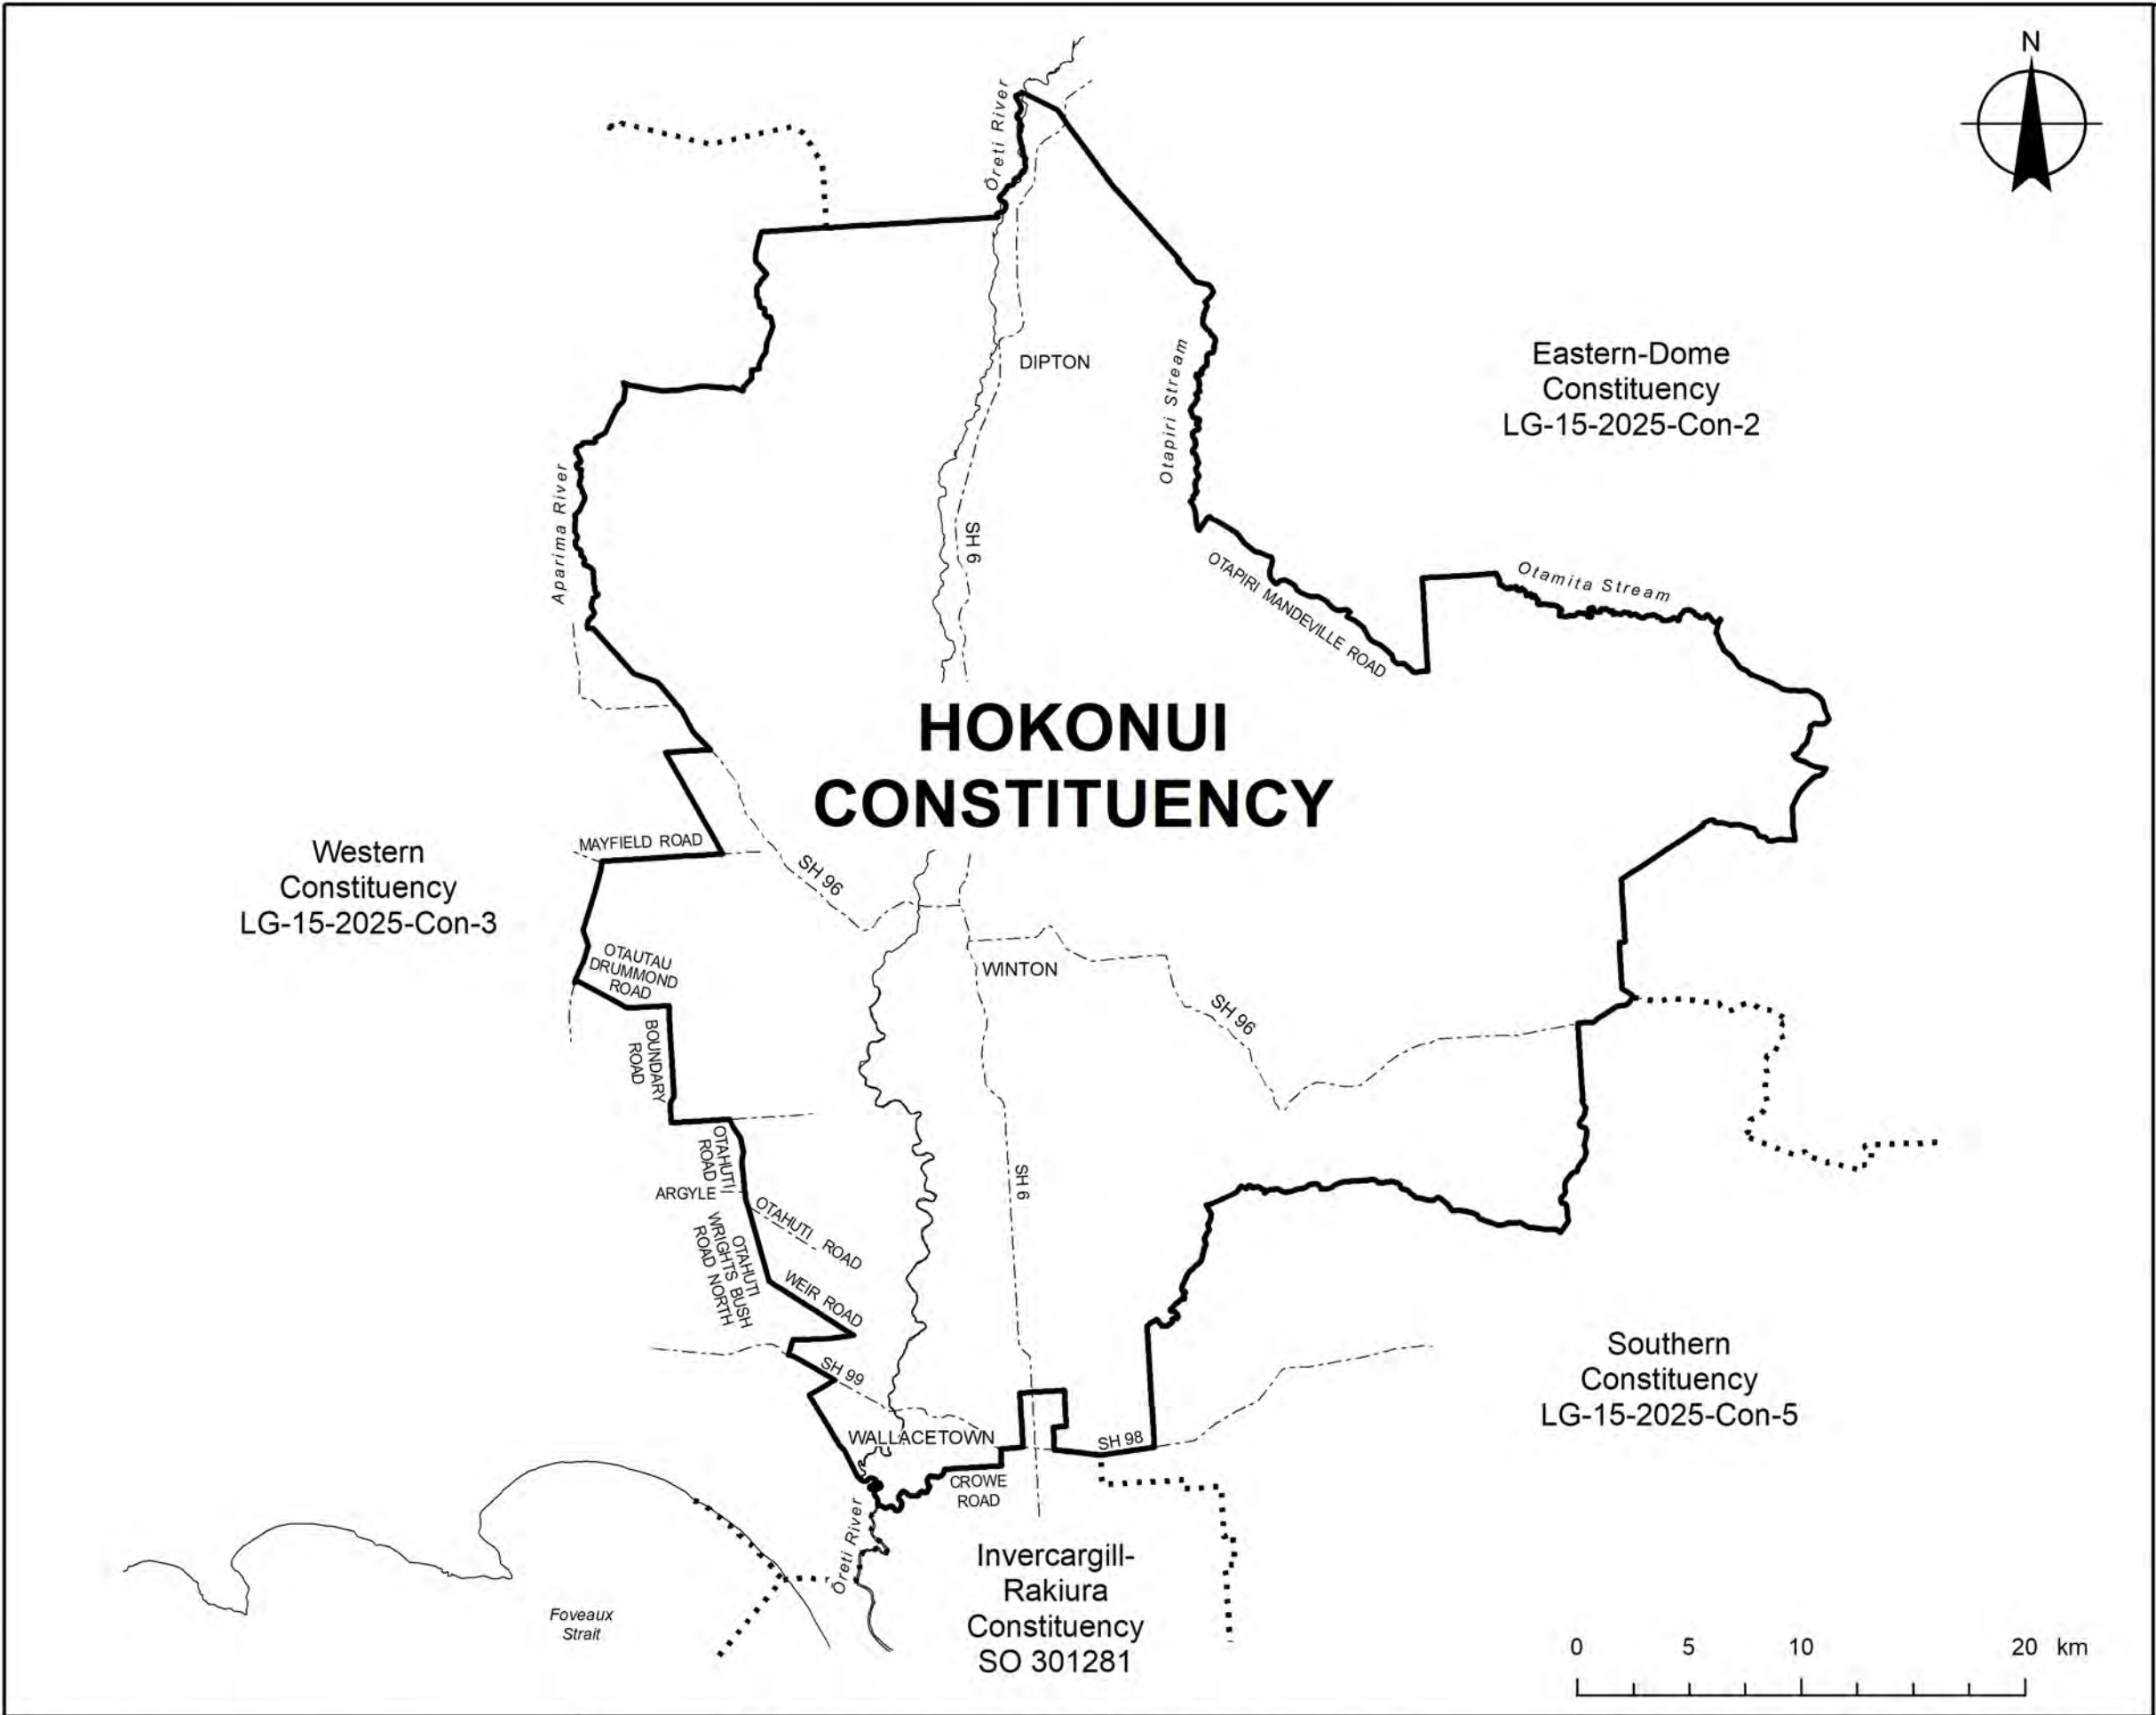 N
Ōreti River
DIPTON
Otapiri Stream
Eastern-Dome
Constituency
LG-15-2025-Con-2
Aparima River
SH 6
OTAPIRI MANDEVILLE ROAD
Otamita Stream
HOKONUI
CONSTITUENCY
MAYFIELD ROAD
SH 96
Western
Constituency
LG-15-2025-Con-3
OTAUTAU
DRUMMOND
ROAD
WINTON
SH 96
BOUNDARY
ROAD
OTAHUTI
ROAD
ARGYLE
SH 6
OTAHUTI ROAD
OTAHUTI
WRIGHTS BUSH
ROAD NORTH
WEIR ROAD
SH 99
WALLACETOWN
SH 98
CROWE
ROAD
Southern
Constituency
LG-15-2025-Con-5
Ōreti River
Invercargill-
Rakiura
Constituency
SO 301281
Foveaux
Strait
0 5 10 20 km